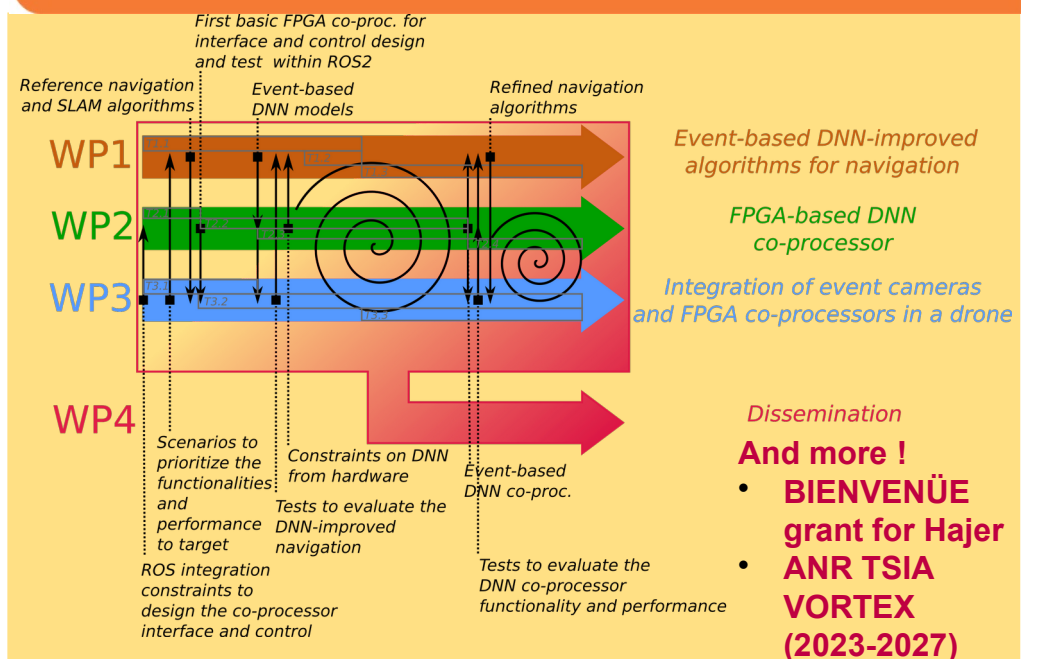 First basic FPGA co-proc. for
interface and control design
and test within ROS2
Reference navigation
and SLAM algorithms
Event-based
DNN models
Refined navigation
algorithms
WP1
T1.1
T1.2
Event-based DNN-improved
algorithms for navigation
WP2
T2.2
FPGA-based DNN
co-processor
WP3
T3.1
T3.2
T3.3
Integration of event cameras
and FPGA co-processors in a drone
WP4
Dissemination
Scenarios to
prioritize the
functionalities
and
performance
to target
Constraints on DNN
from hardware
Tests to evaluate the
DNN-improved
navigation
Event-based
DNN co-proc.
ROS integration
constraints to
design the co-processor
interface and control
Tests to evaluate the
DNN co-processor
functionality and performance
And more !
• BIENVENÜE
grant for Hajer
• ANR TSIA
VORTEX
(2023-2027)